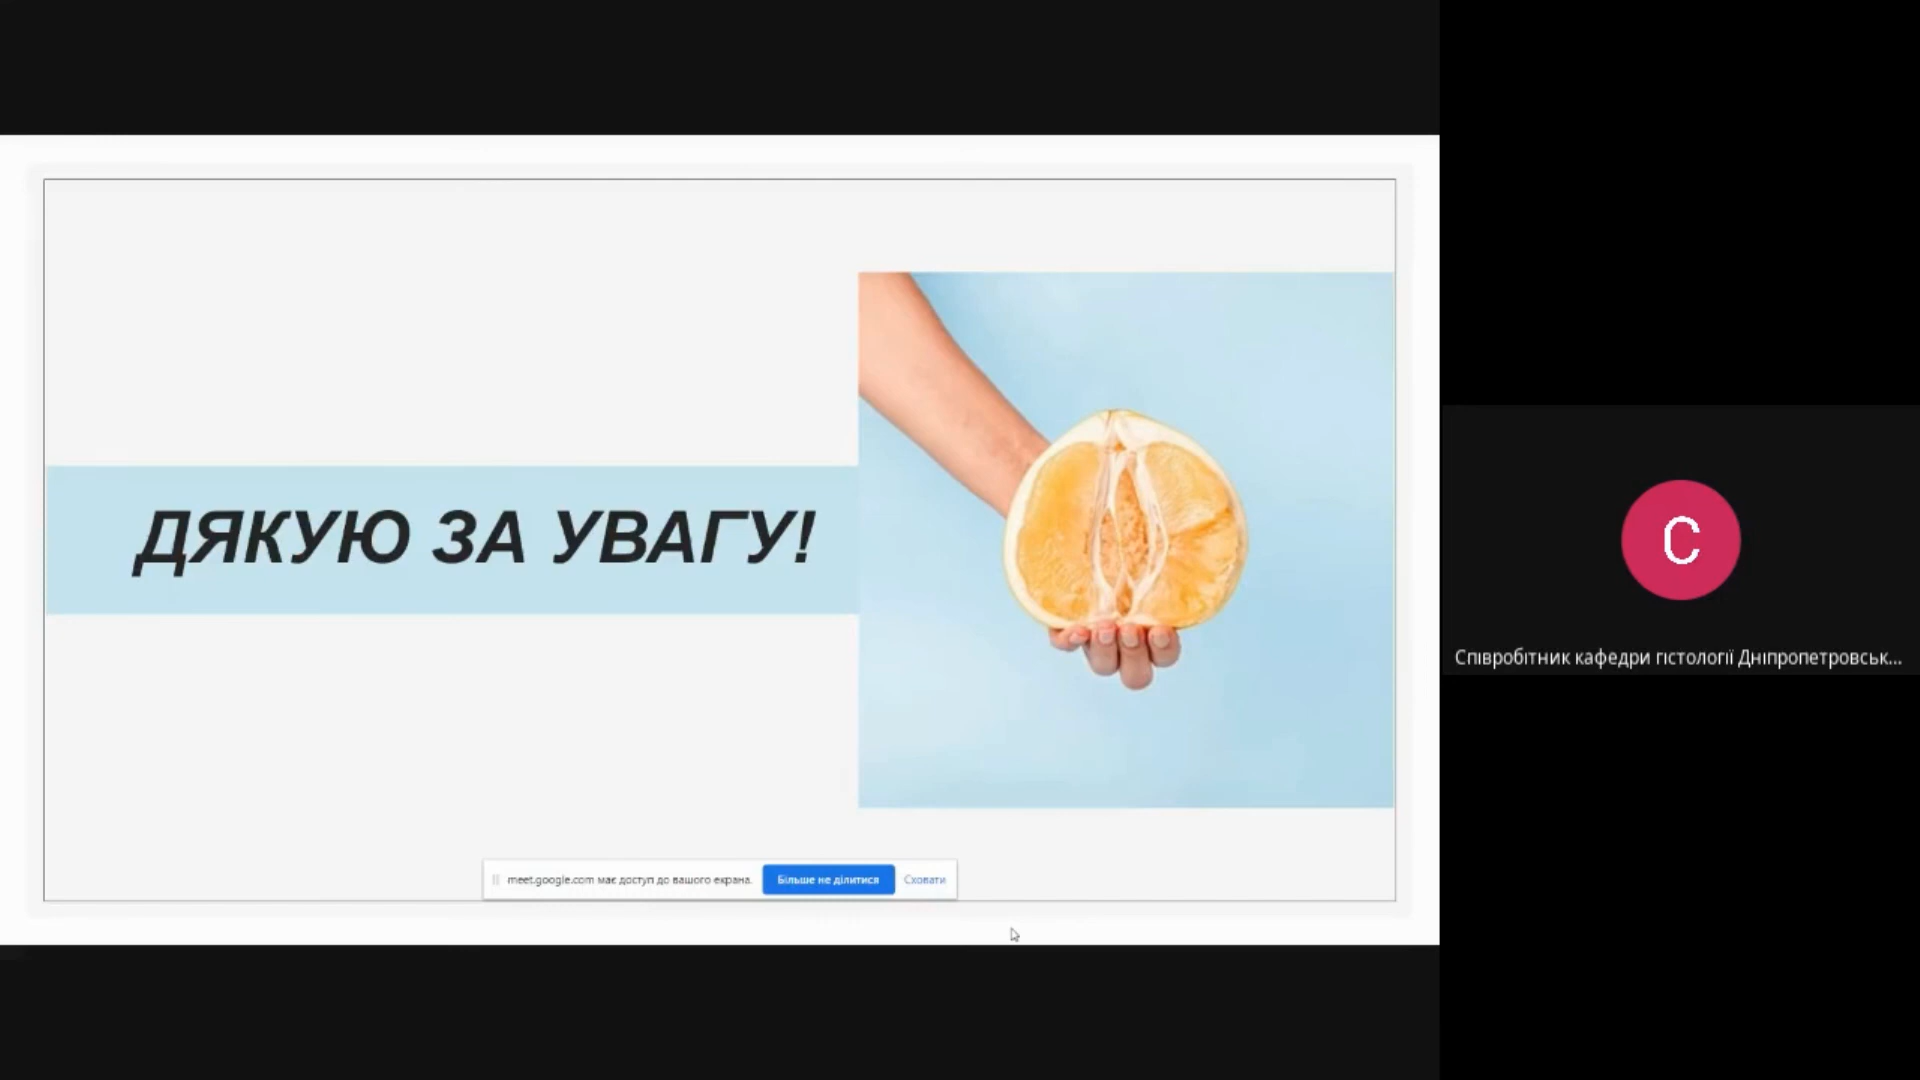 ДЯКУЮ ЗА УВАГУ!
meet.google.com має доступ до вашого екрана.
Більше не ділитися
Сховати
С
Співробітник кафедри гістології Дніпропетровськ...